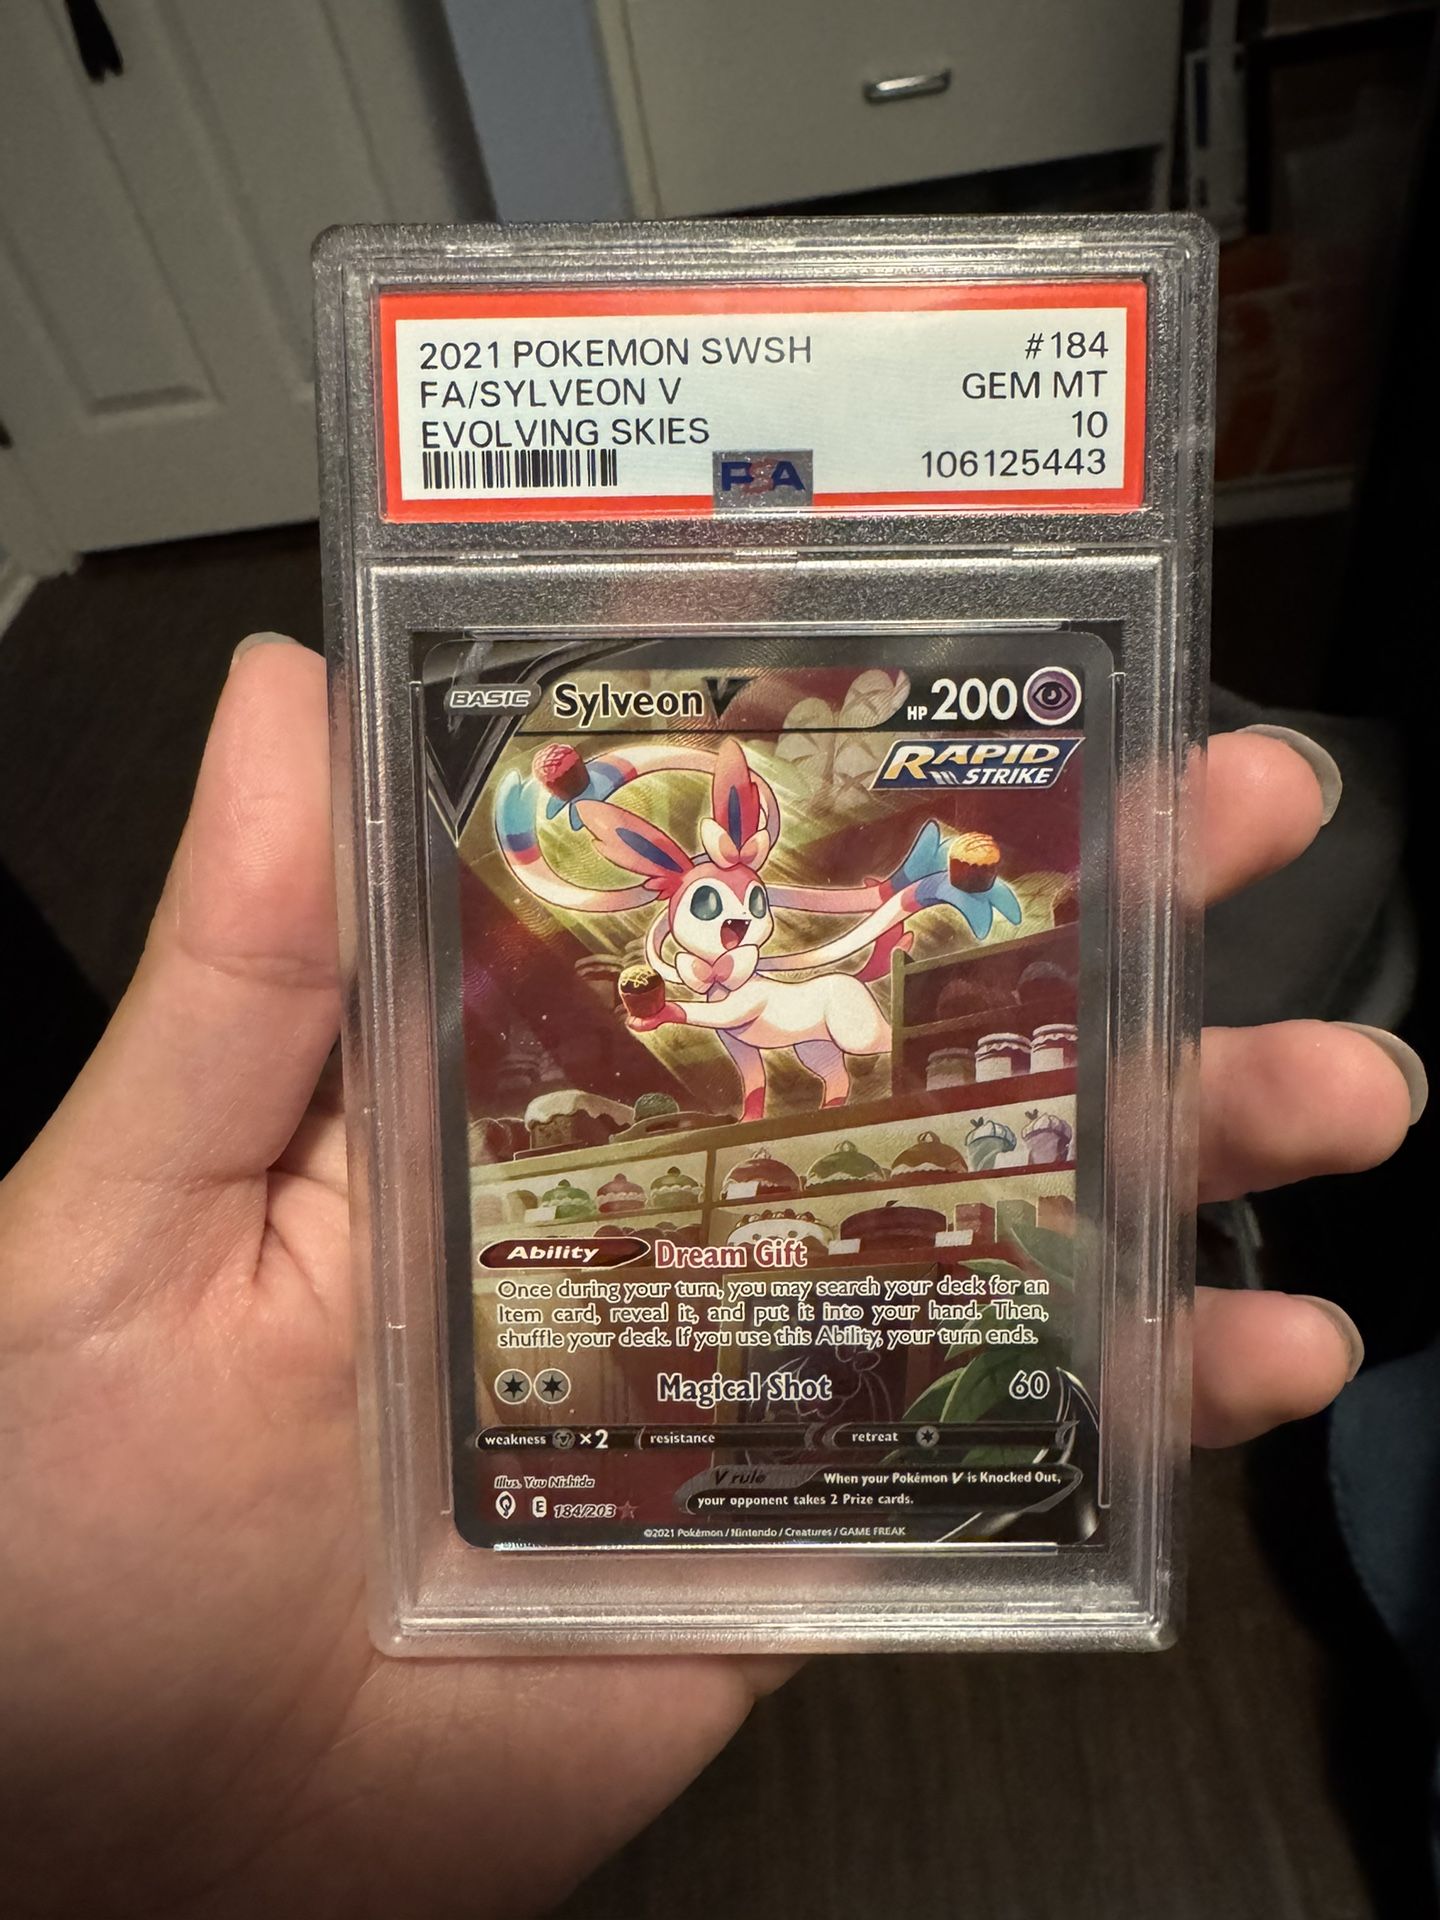 2021 POKEMON SWSH #184
FA/SYLVEON V GEM MT
EVOLVING SKIES 10
PSA 106125443
BASIC Sylveon V HP 200
RAPID
STRIKE
Ability Dream Gift
Once during your turn, you may search your deck for an
Item card, reveal it, and put it into your hand. Then,
shuffle your deck. If you use this Ability, your turn ends.
Magical Shot 60
weakness ×2 resistance retreat
Illus. Yuu Nishida
V rule When your Pokémon V is Knocked Out,
your opponent takes 2 Prize cards.
E 184/203
©2021 Pokémon / Nintendo / Creatures / GAME FREAK